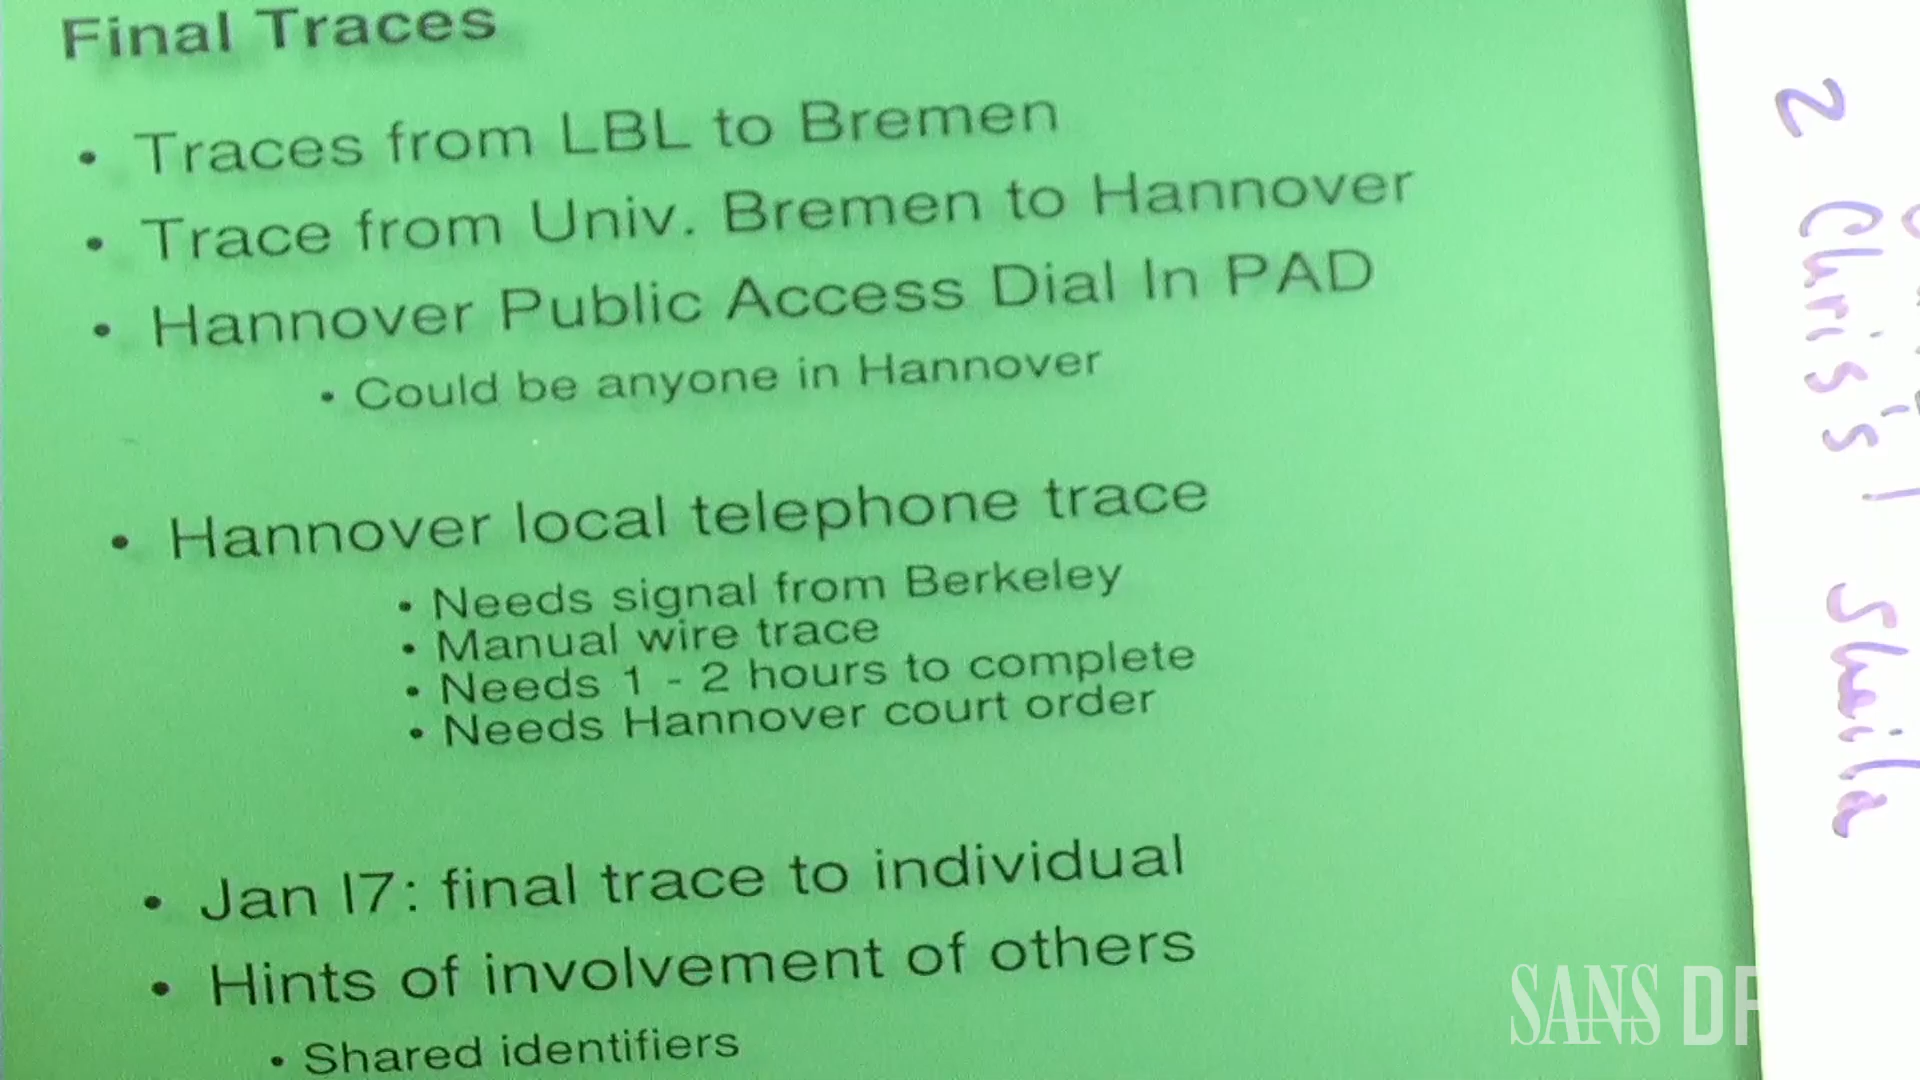 Final Traces
• Traces from LBL to Bremen
• Trace from Univ. Bremen to Hannover
• Hannover Public Access Dial In PAD
• Could be anyone in Hannover
• Hannover local telephone trace
• Needs signal from Berkeley
• Manual wire trace
• Needs 1 - 2 hours to complete
• Needs Hannover court order
• Jan 17: final trace to individual
• Hints of involvement of others
• Shared identifiers
2 Chris's! Sheila
SANS DF